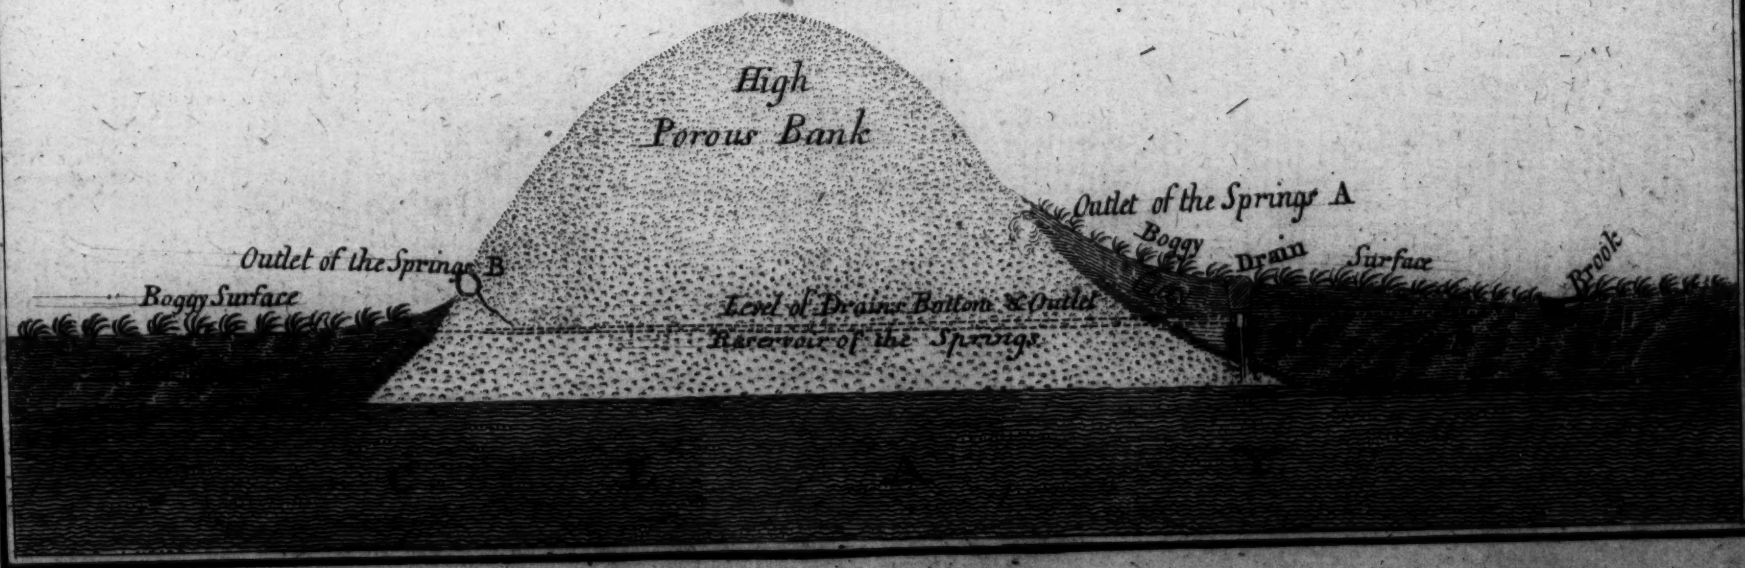 High
Porous Bank
Outlet of the Springs A
Boggy
Drain
Surface
Brook
Outlet of the Springs B
Boggy Surface
Level of Drains Bottom & Outlet
Reservoir of the Springs
C L A Y